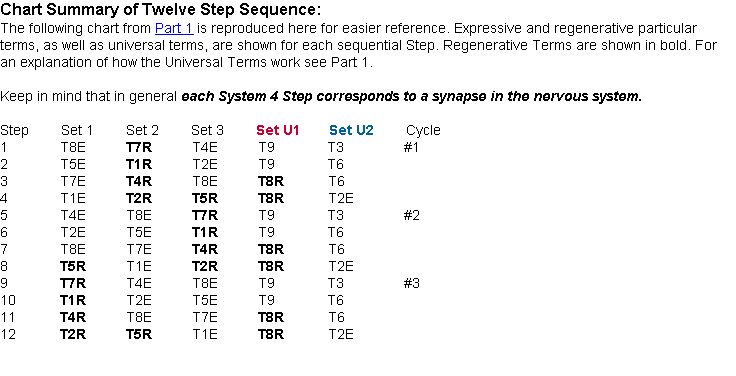 Chart Summary of Twelve Step Sequence:
The following chart from Part 1 is reproduced here for easier reference. Expressive and regenerative particular
terms, as well as universal terms, are shown for each sequential Step. Regenerative Terms are shown in bold. For
an explanation of how the Universal Terms work see Part 1.
Keep in mind that in general each System 4 Step corresponds to a synapse in the nervous system.
Step Set 1 Set 2 Set 3 Set U1 Set U2 Cycle
1 T8E T7R T4E T9 T3 #1
2 T5E T1R T2E T9 T6
3 T7E T4R T8E T8R T6
4 T1E T2R T5R T8R T2E
5 T4E T8E T7R T9 T3 #2
6 T2E T5E T1R T9 T6
7 T8E T7E T4R T8R T6
8 T5R T1E T2R T8R T2E
9 T7R T4E T8E T9 T3 #3
10 T1R T2E T5E T9 T6
11 T4R T8E T7E T8R T6
12 T2R T5R T1E T8R T2E